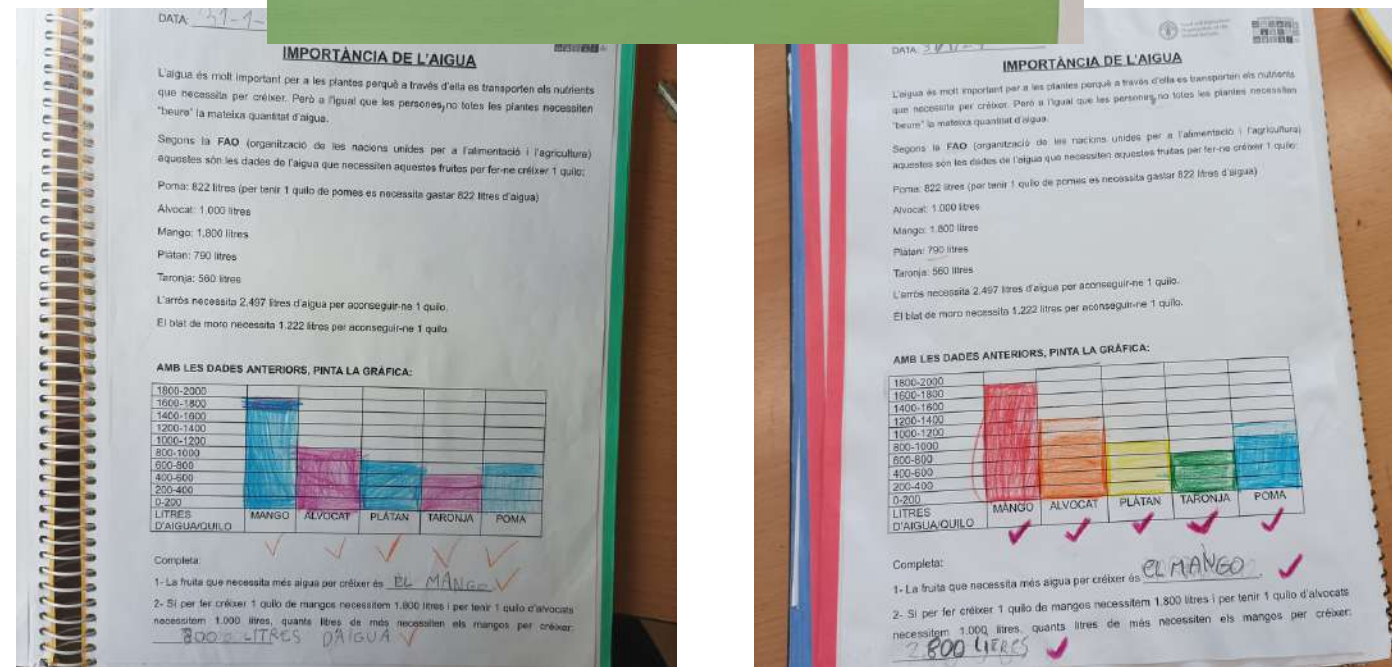 DATA: 31-1-
IMPORTÀNCIA DE L'AIGUA
L'aigua és molt important per a les plantes perquè a través d'ella es transporten els nutrients
que necessita per créixer. Però a l'igual que les persones, no totes les plantes necessiten
"beure" la mateixa quantitat d'aigua.
Segons la FAO (organització de les nacions unides per a l'alimentació i l'agricultura)
aquestes són les dades de l'aigua que necessiten aquestes fruites per fer-ne créixer 1 quilo:
Poma: 822 litres (per tenir 1 quilo de pomes es necessita gastar 822 litres d'aigua)
Alvocat: 1.000 litres
Mango: 1.800 litres
Plàtan: 790 litres
Taronja: 560 litres
L'arròs necessita 2.497 litres d'aigua per aconseguir-ne 1 quilo.
El blat de moro necessita 1.222 litres per aconseguir-ne 1 quilo.
AMB LES DADES ANTERIORS, PINTA LA GRÀFICA:
1800-2000
1600-1800
1400-1600
1200-1400
1000-1200
800-1000
600-800
400-600
200-400
0-200
LITRES MANGO ALVOCAT PLÀTAN TARONJA POMA
D'AIGUA/QUILO
Completa:
1- La fruita que necessita més aigua per créixer és EL MANGO
2- Si per fer créixer 1 quilo de mangos necessitem 1.800 litres i per tenir 1 quilo d'alvocats
necessitem 1.000 litres, quants litres de més necessiten els mangos per créixer:
800 LITRES D'AIGUA
DATA:
IMPORTÀNCIA DE L'AIGUA
L'aigua és molt important per a les plantes perquè a través d'ella es transporten els nutrients
que necessita per créixer. Però a l'igual que les persones, no totes les plantes necessiten
"beure" la mateixa quantitat d'aigua.
Segons la FAO (organització de les nacions unides per a l'alimentació i l'agricultura)
aquestes són les dades de l'aigua que necessiten aquestes fruites per fer-ne créixer 1 quilo:
Poma: 822 litres (per tenir 1 quilo de pomes es necessita gastar 822 litres d'aigua)
Alvocat: 1.000 litres
Mango: 1.800 litres
Plàtan: 790 litres
Taronja: 560 litres
L'arròs necessita 2.497 litres d'aigua per aconseguir-ne 1 quilo.
El blat de moro necessita 1.222 litres per aconseguir-ne 1 quilo.
AMB LES DADES ANTERIORS, PINTA LA GRÀFICA:
1800-2000
1600-1800
1400-1600
1200-1400
1000-1200
800-1000
600-800
400-600
200-400
0-200
LITRES MANGO ALVOCAT PLÀTAN TARONJA POMA
D'AIGUA/QUILO
Completa:
1- La fruita que necessita més aigua per créixer és EL MANGO
2- Si per fer créixer 1 quilo de mangos necessitem 1.800 litres i per tenir 1 quilo d'alvocats
necessitem 1.000 litres, quants litres de més necessiten els mangos per créixer:
800 LITRES